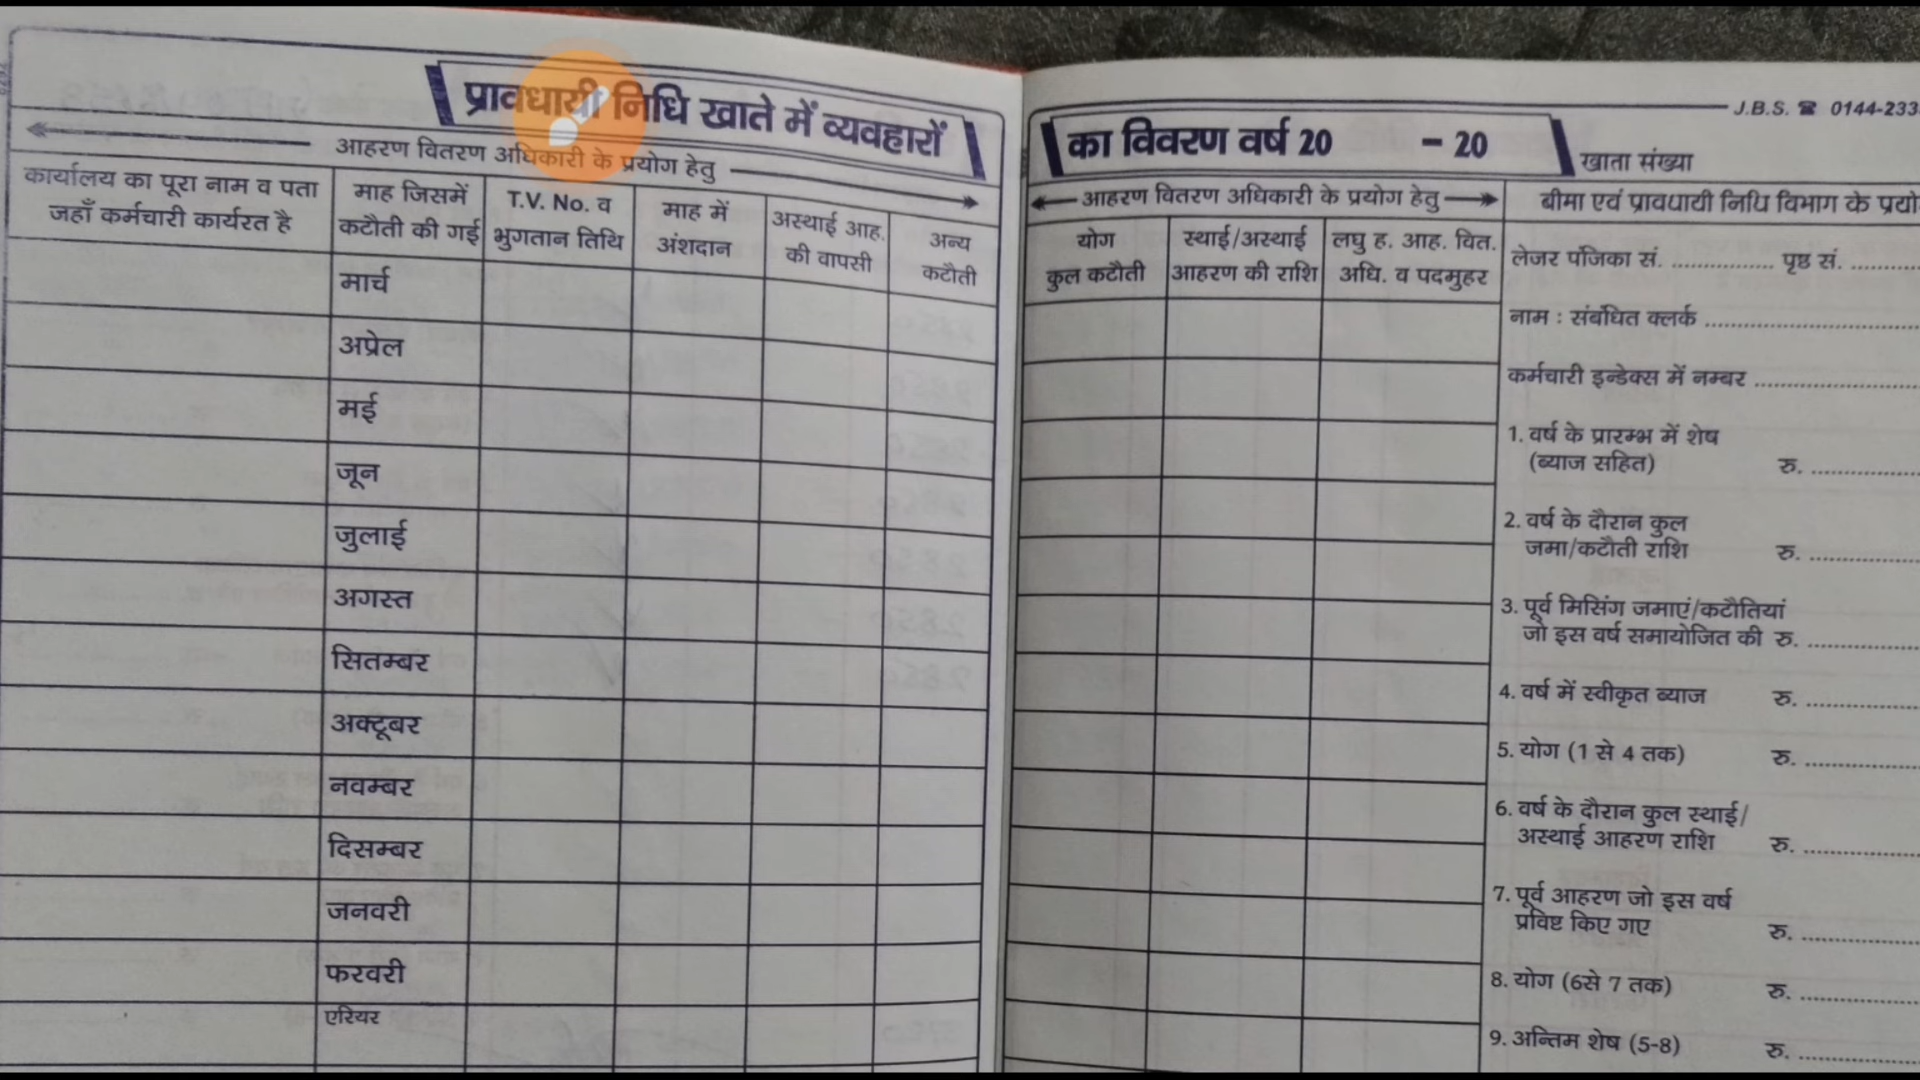 प्रावधायी निधि खाते में व्यवहारों
आहरण वितरण अधिकारी के प्रयोग हेतु
कार्यालय का पूरा नाम व पता
जहाँ कर्मचारी कार्यरत है
माह जिसमें
कटौती की गई
T.V. No. व
भुगतान तिथि
माह में
अंशदान
अस्थाई आह.
की वापसी
अन्य
कटौती
मार्च
अप्रेल
मई
जून
जुलाई
अगस्त
सितम्बर
अक्टूबर
नवम्बर
दिसम्बर
जनवरी
फरवरी
एरियर
J.B.S. ☎ 0144-233
का विवरण वर्ष 20 – 20
खाता संख्या
आहरण वितरण अधिकारी के प्रयोग हेतु
बीमा एवं प्रावधायी निधि विभाग के
योग
कुल कटौती
स्थाई/अस्थाई
आहरण की राशि
लघु ह. आह. वित.
अधि. व पदमुहर
लेजर पंजिका सं. ............... पृष्ठ सं. ..........
नाम : संबंधित क्लर्क ................................
कर्मचारी इन्डेक्स में नम्बर ........................
1. वर्ष के प्रारम्भ में शेष
(ब्याज सहित) रु. ...............
2. वर्ष के दौरान कुल
जमा/कटौती राशि रु. ...............
3. पूर्व मिसिंग जमाएं/कटौतियां
जो इस वर्ष समायोजित की रु. ...............
4. वर्ष में स्वीकृत ब्याज रु. ...............
5. योग (1 से 4 तक) रु. ...............
6. वर्ष के दौरान कुल स्थाई/
अस्थाई आहरण राशि रु. ...............
7. पूर्व आहरण जो इस वर्ष
प्रविष्ट किए गए रु. ...............
8. योग (6से 7 तक) रु. ...............
9. अन्तिम शेष (5-8) रु. ...............